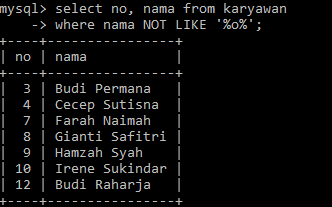 mysql> select no, nama from karyawan
    -> where nama NOT LIKE '%o%';
+----+----------------+
| no | nama           |
+----+----------------+
|  3 | Budi Permana   |
|  4 | Cecep Sutisna  |
|  7 | Farah Naimah   |
|  8 | Gianti Safitri |
|  9 | Hamzah Syah    |
| 10 | Irene Sukindar |
| 12 | Budi Raharja   |
+----+----------------+